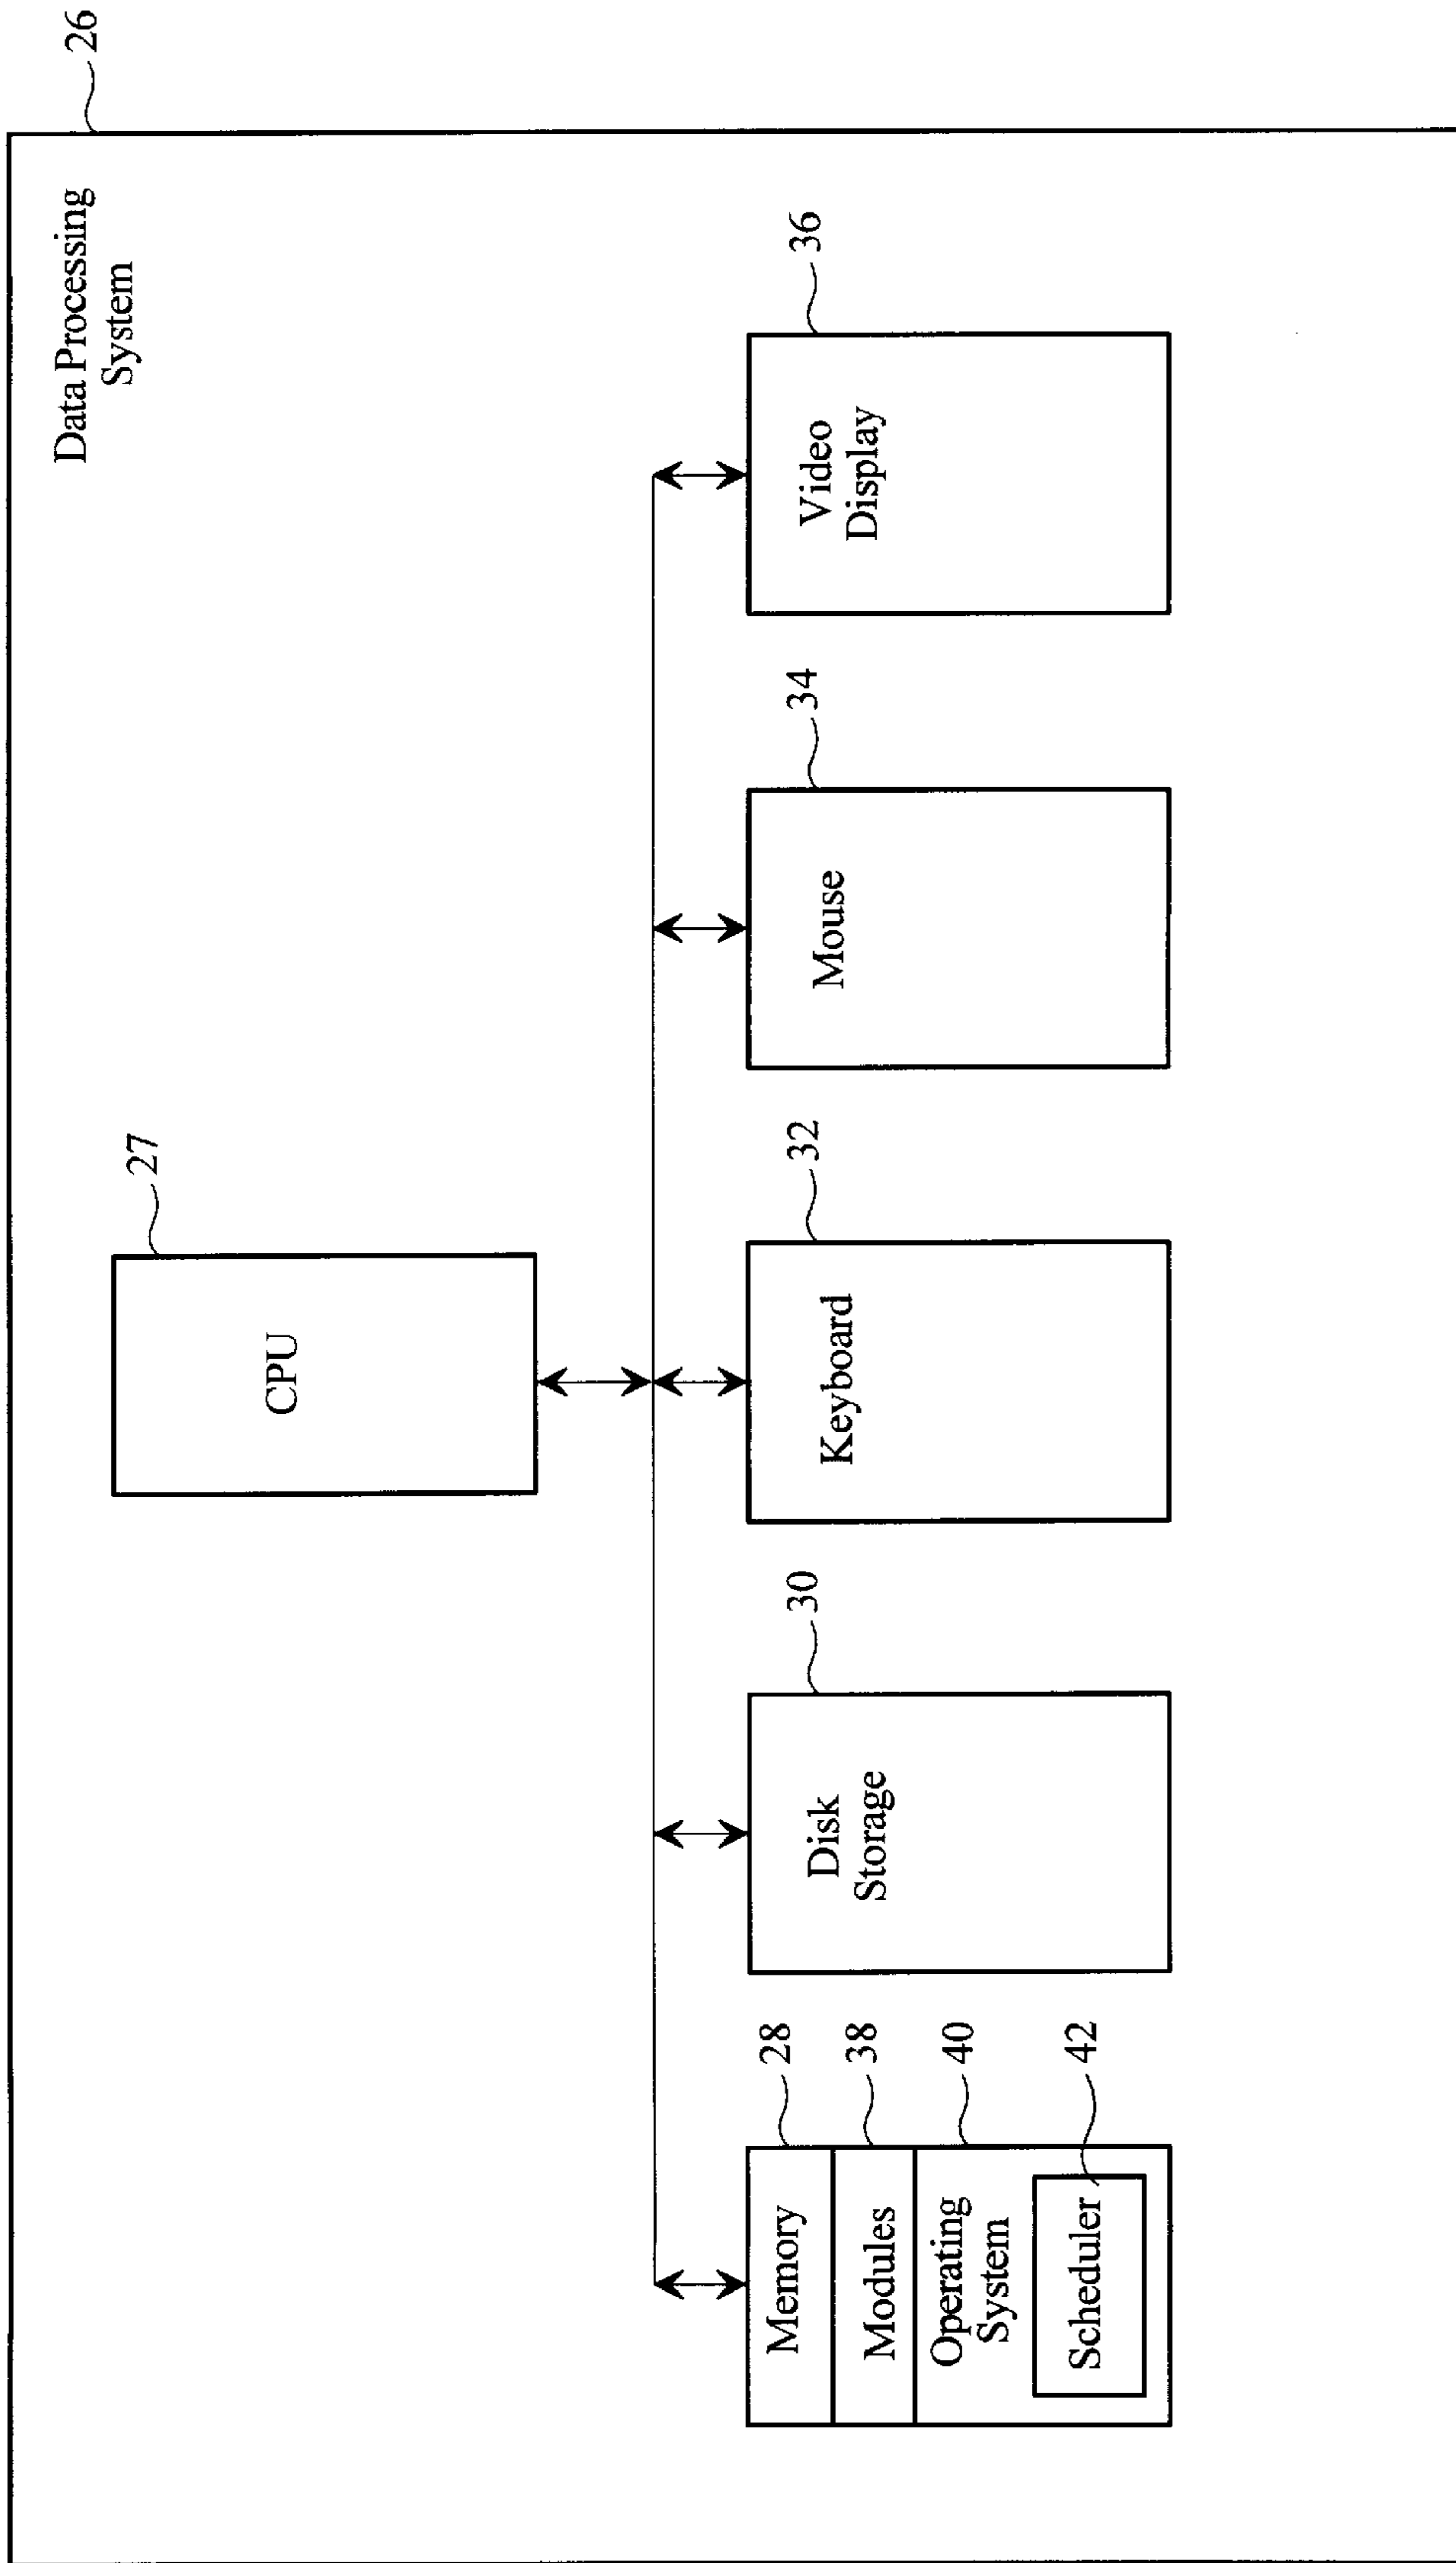 26
Data Processing
System
27
CPU
28
Memory
38
Modules
40
Operating
System
42
Scheduler
30
Disk
Storage
32
Keyboard
34
Mouse
36
Video
Display